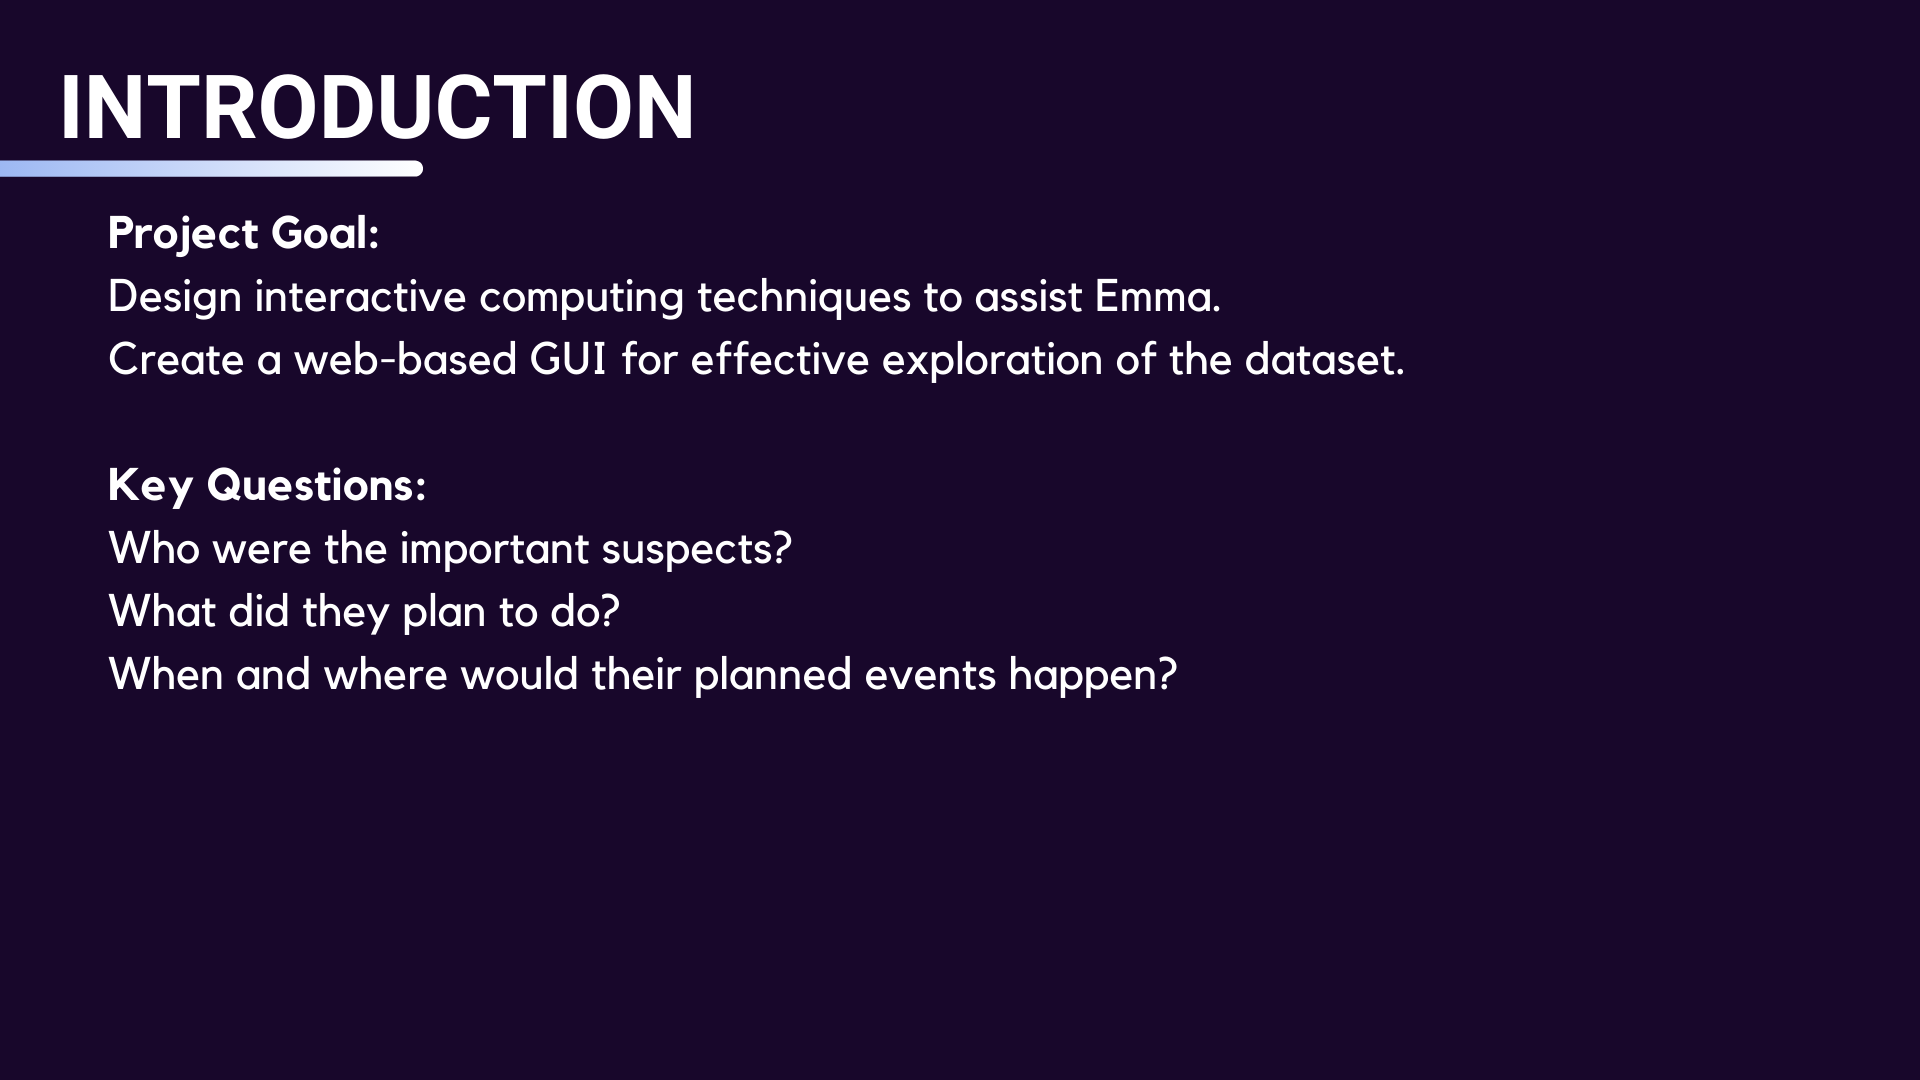 INTRODUCTION
Project Goal:
Design interactive computing techniques to assist Emma.
Create a web-based GUI for effective exploration of the dataset.
Key Questions:
Who were the important suspects?
What did they plan to do?
When and where would their planned events happen?